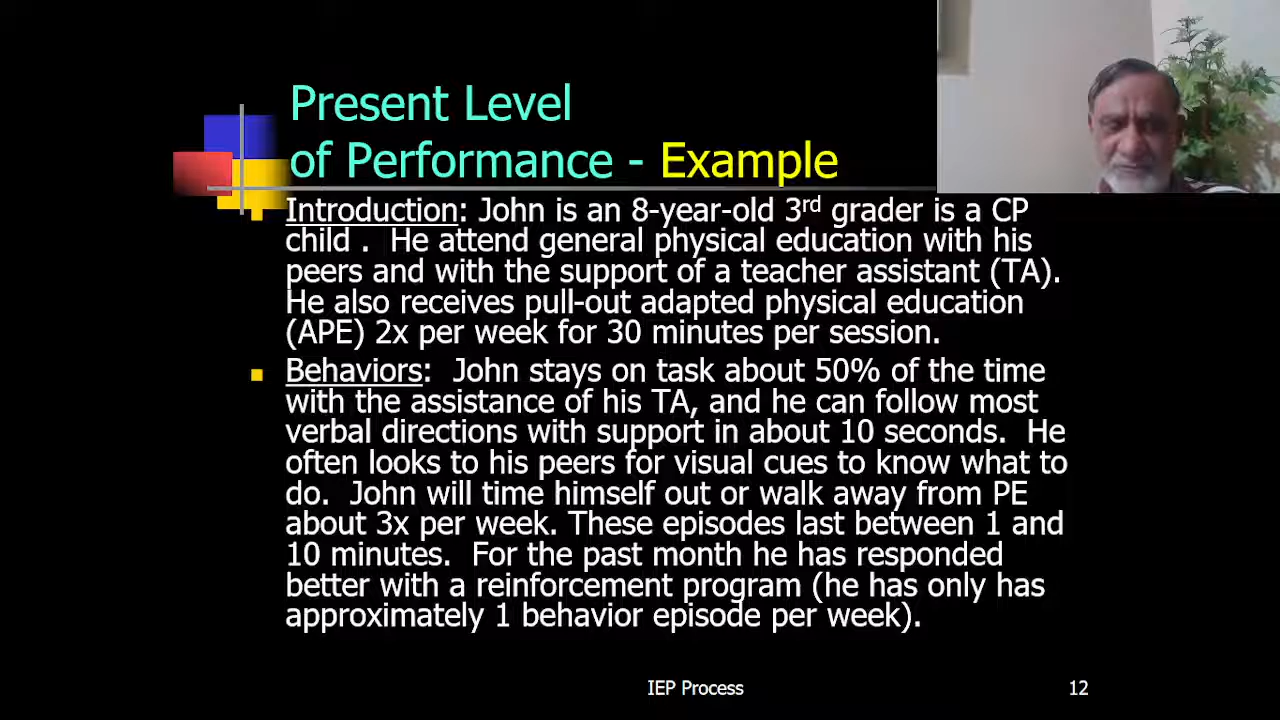 Present Level
of Performance - Example
Introduction: John is an 8-year-old 3rd grader is a CP
child . He attend general physical education with his
peers and with the support of a teacher assistant (TA).
He also receives pull-out adapted physical education
(APE) 2x per week for 30 minutes per session.
Behaviors: John stays on task about 50% of the time
with the assistance of his TA, and he can follow most
verbal directions with support in about 10 seconds. He
often looks to his peers for visual cues to know what to
do. John will time himself out or walk away from PE
about 3x per week. These episodes last between 1 and
10 minutes. For the past month he has responded
better with a reinforcement program (he has only has
approximately 1 behavior episode per week).
IEP Process
12